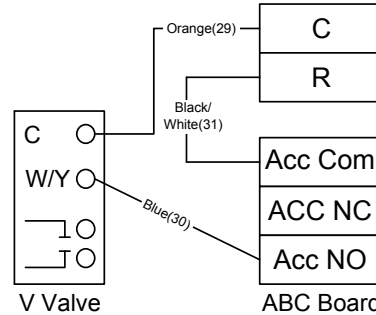 Orange(29)
C
R
Black/
White(31)
C
W/Y
Acc Com
ACC NC
Blue(30)
Acc NO
V Valve
ABC Board